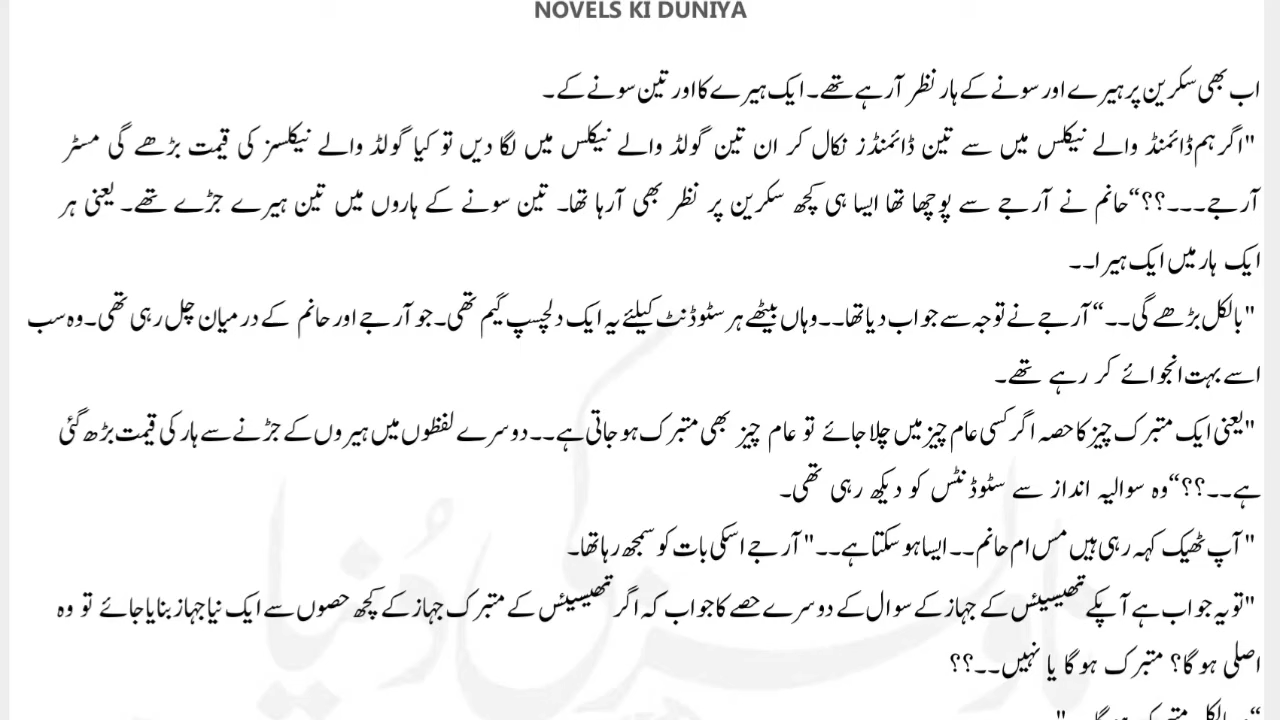 NOVELS KI DUNIYA
اب بھی سکرین پر ہیرے اور سونے کے ہار نظر آرہے تھے۔ ایک ہیرے کا اور تین سونے کے۔
"اگر ہم ڈائمنڈ والے نیکلس میں سے تین ڈائمنڈز نکال کر ان تین گولڈ والے نیکلس میں لگا دیں تو کیا گولڈ والے نیکلسز کی قیمت بڑھے گی مسٹر
آرجے۔۔۔؟؟“حانم نے آرجے سے پوچھا تھا ایسا ہی کچھ سکرین پر نظر بھی آرہا تھا۔ تین سونے کے ہاروں میں تین ہیرے جڑے تھے۔ یعنی ہر
ایک ہار میں ایک ہیرا۔۔
"بالکل بڑھے گی۔۔“ آرجے نے توجہ سے جواب دیا تھا۔۔وہاں بیٹھے ہر سٹوڈنٹ کیلئے یہ ایک دلچسپ گیم تھی۔جو آرجے اور حانم کے درمیان چل رہی تھی۔وہ سب
اسے بہت انجوائے کر رہے تھے۔
"یعنی ایک متبرک چیز کا حصہ اگر کسی عام چیز میں چلا جائے تو عام چیز بھی متبرک ہو جاتی ہے۔۔دوسرے لفظوں میں ہیروں کے جڑنے سے ہار کی قیمت بڑھ گئی
ہے۔۔؟؟“وہ سوالیہ انداز سے سٹوڈنٹس کو دیکھ رہی تھی۔
"آپ ٹھیک کہہ رہی ہیں مس ام حانم۔۔ایسا ہو سکتا ہے۔۔" آرجے اسکی بات کو سمجھ رہا تھا۔
"تو یہ جواب ہے آپکے تھیسیئس کے جہاز کے سوال کے دوسرے حصے کا جواب کہ اگر تھیسیئس کے متبرک جہاز کے کچھ حصوں سے ایک نیا جہاز بنایا جائے تو وہ
اصلی ہو گا؟ متبرک ہو گا یا نہیں۔۔؟؟